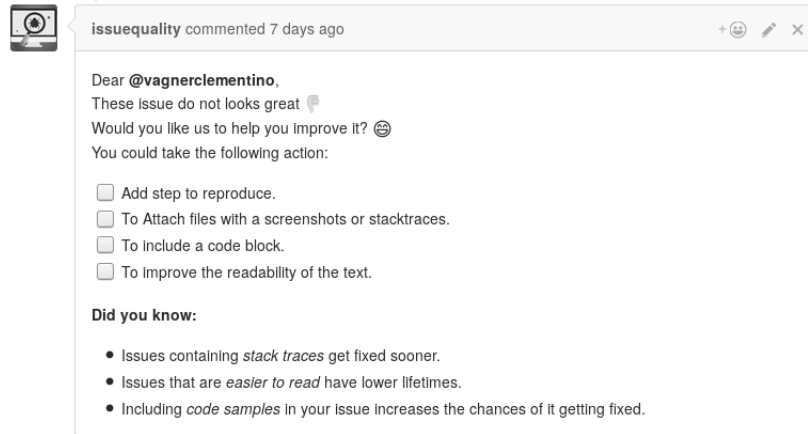 issuequality commented 7 days ago
Dear @vagnerclementino,
These issue do not looks great 👎
Would you like us to help you improve it? 😄
You could take the following action:
Add step to reproduce.
To Attach files with a screenshots or stacktraces.
To include a code block.
To improve the readability of the text.
Did you know:
Issues containing stack traces get fixed sooner.
Issues that are easier to read have lower lifetimes.
Including code samples in your issue increases the chances of it getting fixed.